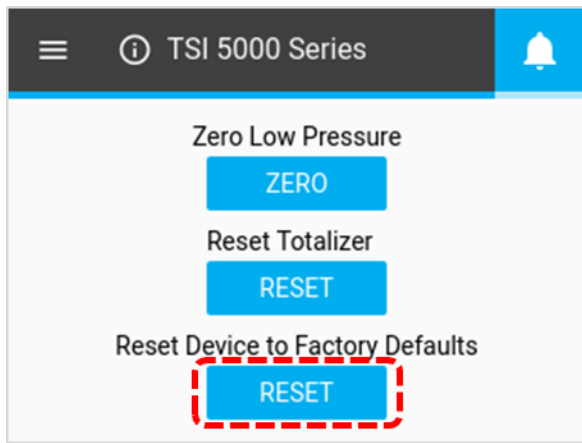 TSI 5000 Series
Zero Low Pressure
ZERO
Reset Totalizer
RESET
Reset Device to Factory Defaults
RESET